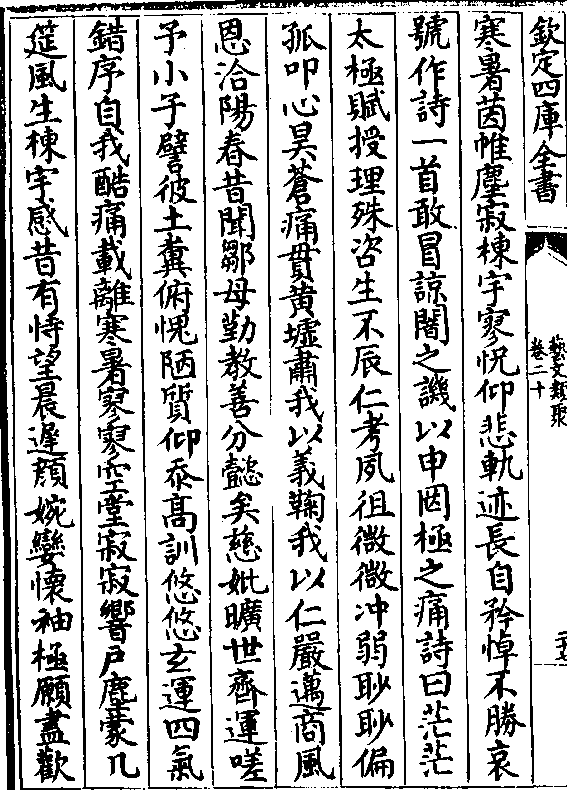 欽定四庫全書
藝文類聚
卷二十
寒暑茵帷塵寂棟宇寥怳仰悲軌迹長自矜悼不勝哀
號作詩一首敢冒諒闇之譏以申罔極之痛詩曰茫茫
太極賦授理殊咨生不辰仁考夙徂微微冲弱眇眇偏
孤叩心昊蒼痛貫黄墟肅我以義鞠我以仁嚴邁商風
恩洽陽春昔聞鄒母勤教善分懿矣慈妣曠世齊運嗟
予小子譬彼土糞俯愧陋質仰忝髙訓悠悠玄運四氣
錯序自我酷痛載離寒暑寥寥空堂寂寂響戸塵蒙几
筵風生棟宇感昔有恃望晨遲顔婉孌懷袖極願盡歡